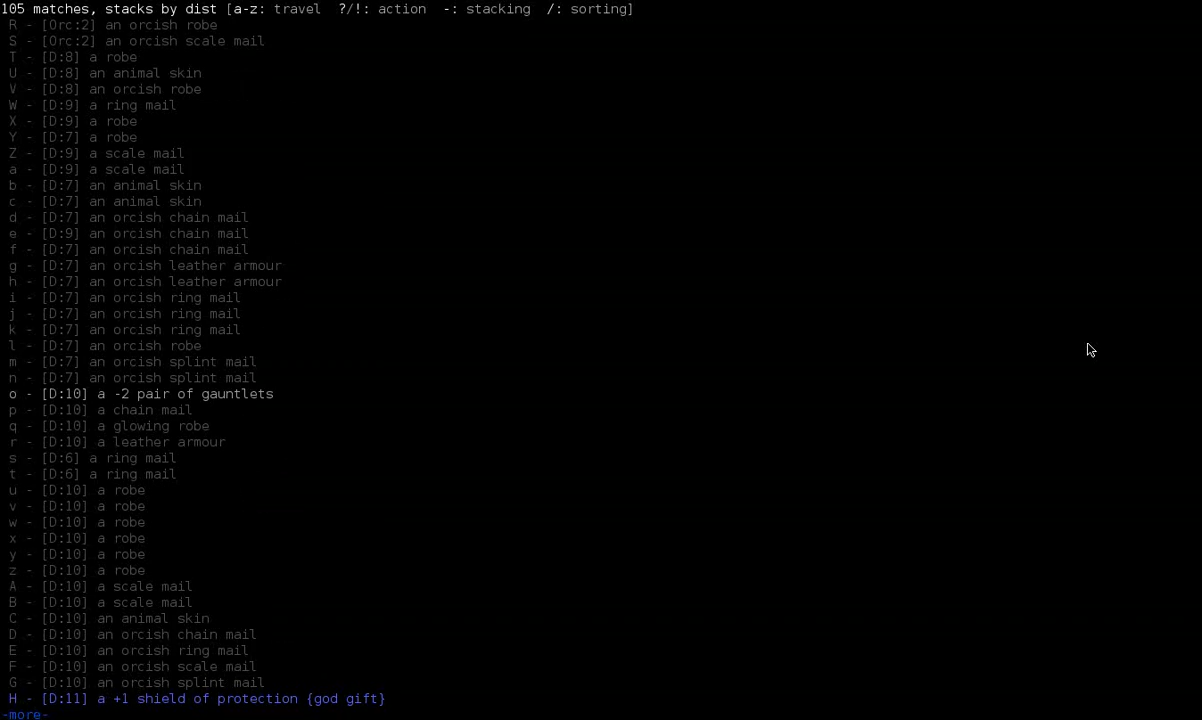 105 matches, stacks by dist [a-z: travel  ?/!: action  -: stacking  /: sorting]
R - [Orc:2] an orcish robe
S - [Orc:2] an orcish scale mail
T - [D:8] a robe
U - [D:8] an animal skin
V - [D:8] an orcish robe
W - [D:9] a ring mail
X - [D:9] a robe
Y - [D:7] a robe
Z - [D:9] a scale mail
a - [D:9] a scale mail
b - [D:7] an animal skin
c - [D:7] an animal skin
d - [D:7] an orcish chain mail
e - [D:9] an orcish chain mail
f - [D:7] an orcish chain mail
g - [D:7] an orcish leather armour
h - [D:7] an orcish leather armour
i - [D:7] an orcish ring mail
j - [D:7] an orcish ring mail
k - [D:7] an orcish ring mail
l - [D:7] an orcish robe
m - [D:7] an orcish splint mail
n - [D:7] an orcish splint mail
o - [D:10] a -2 pair of gauntlets
p - [D:10] a chain mail
q - [D:10] a glowing robe
r - [D:10] a leather armour
s - [D:6] a ring mail
t - [D:6] a ring mail
u - [D:10] a robe
v - [D:10] a robe
w - [D:10] a robe
x - [D:10] a robe
y - [D:10] a robe
z - [D:10] a robe
A - [D:10] a scale mail
B - [D:10] a scale mail
C - [D:10] an animal skin
D - [D:10] an orcish chain mail
E - [D:10] an orcish ring mail
F - [D:10] an orcish scale mail
G - [D:10] an orcish splint mail
H - [D:11] a +1 shield of protection {god gift}
-more-